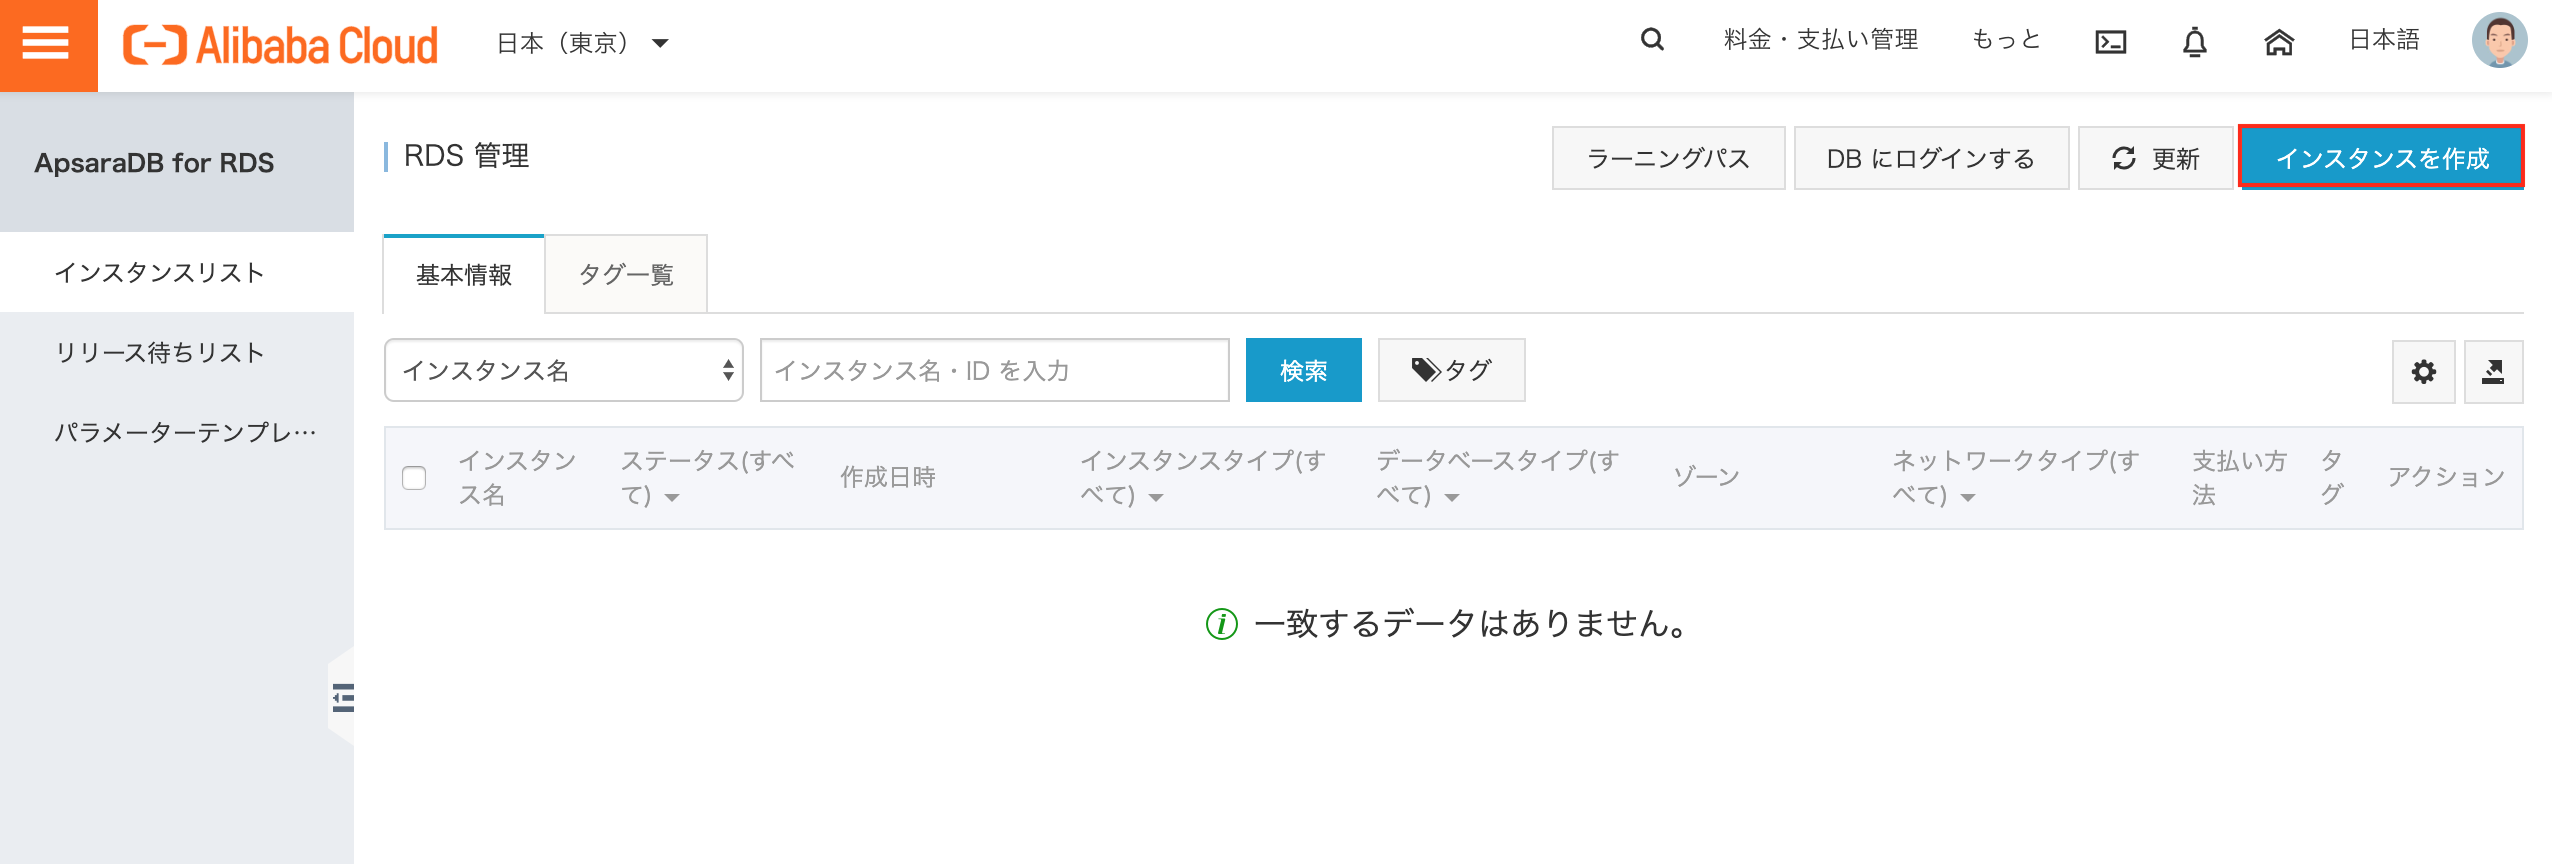 Alibaba Cloud
日本（東京）
料金・支払い管理
もっと
日本語
ApsaraDB for RDS
インスタンスリスト
リリース待ちリスト
パラメーターテンプレ…
RDS 管理
ラーニングパス
DB にログインする
更新
インスタンスを作成
基本情報
タグ一覧
インスタンス名
インスタンス名・ID を入力
検索
タグ
インスタン
ス名
ステータス(すべ
て)
作成日時
インスタンスタイプ(す
べて)
データベースタイプ(す
べて)
ゾーン
ネットワークタイプ(す
べて)
支払い方
法
タ
グ
アクション
一致するデータはありません。